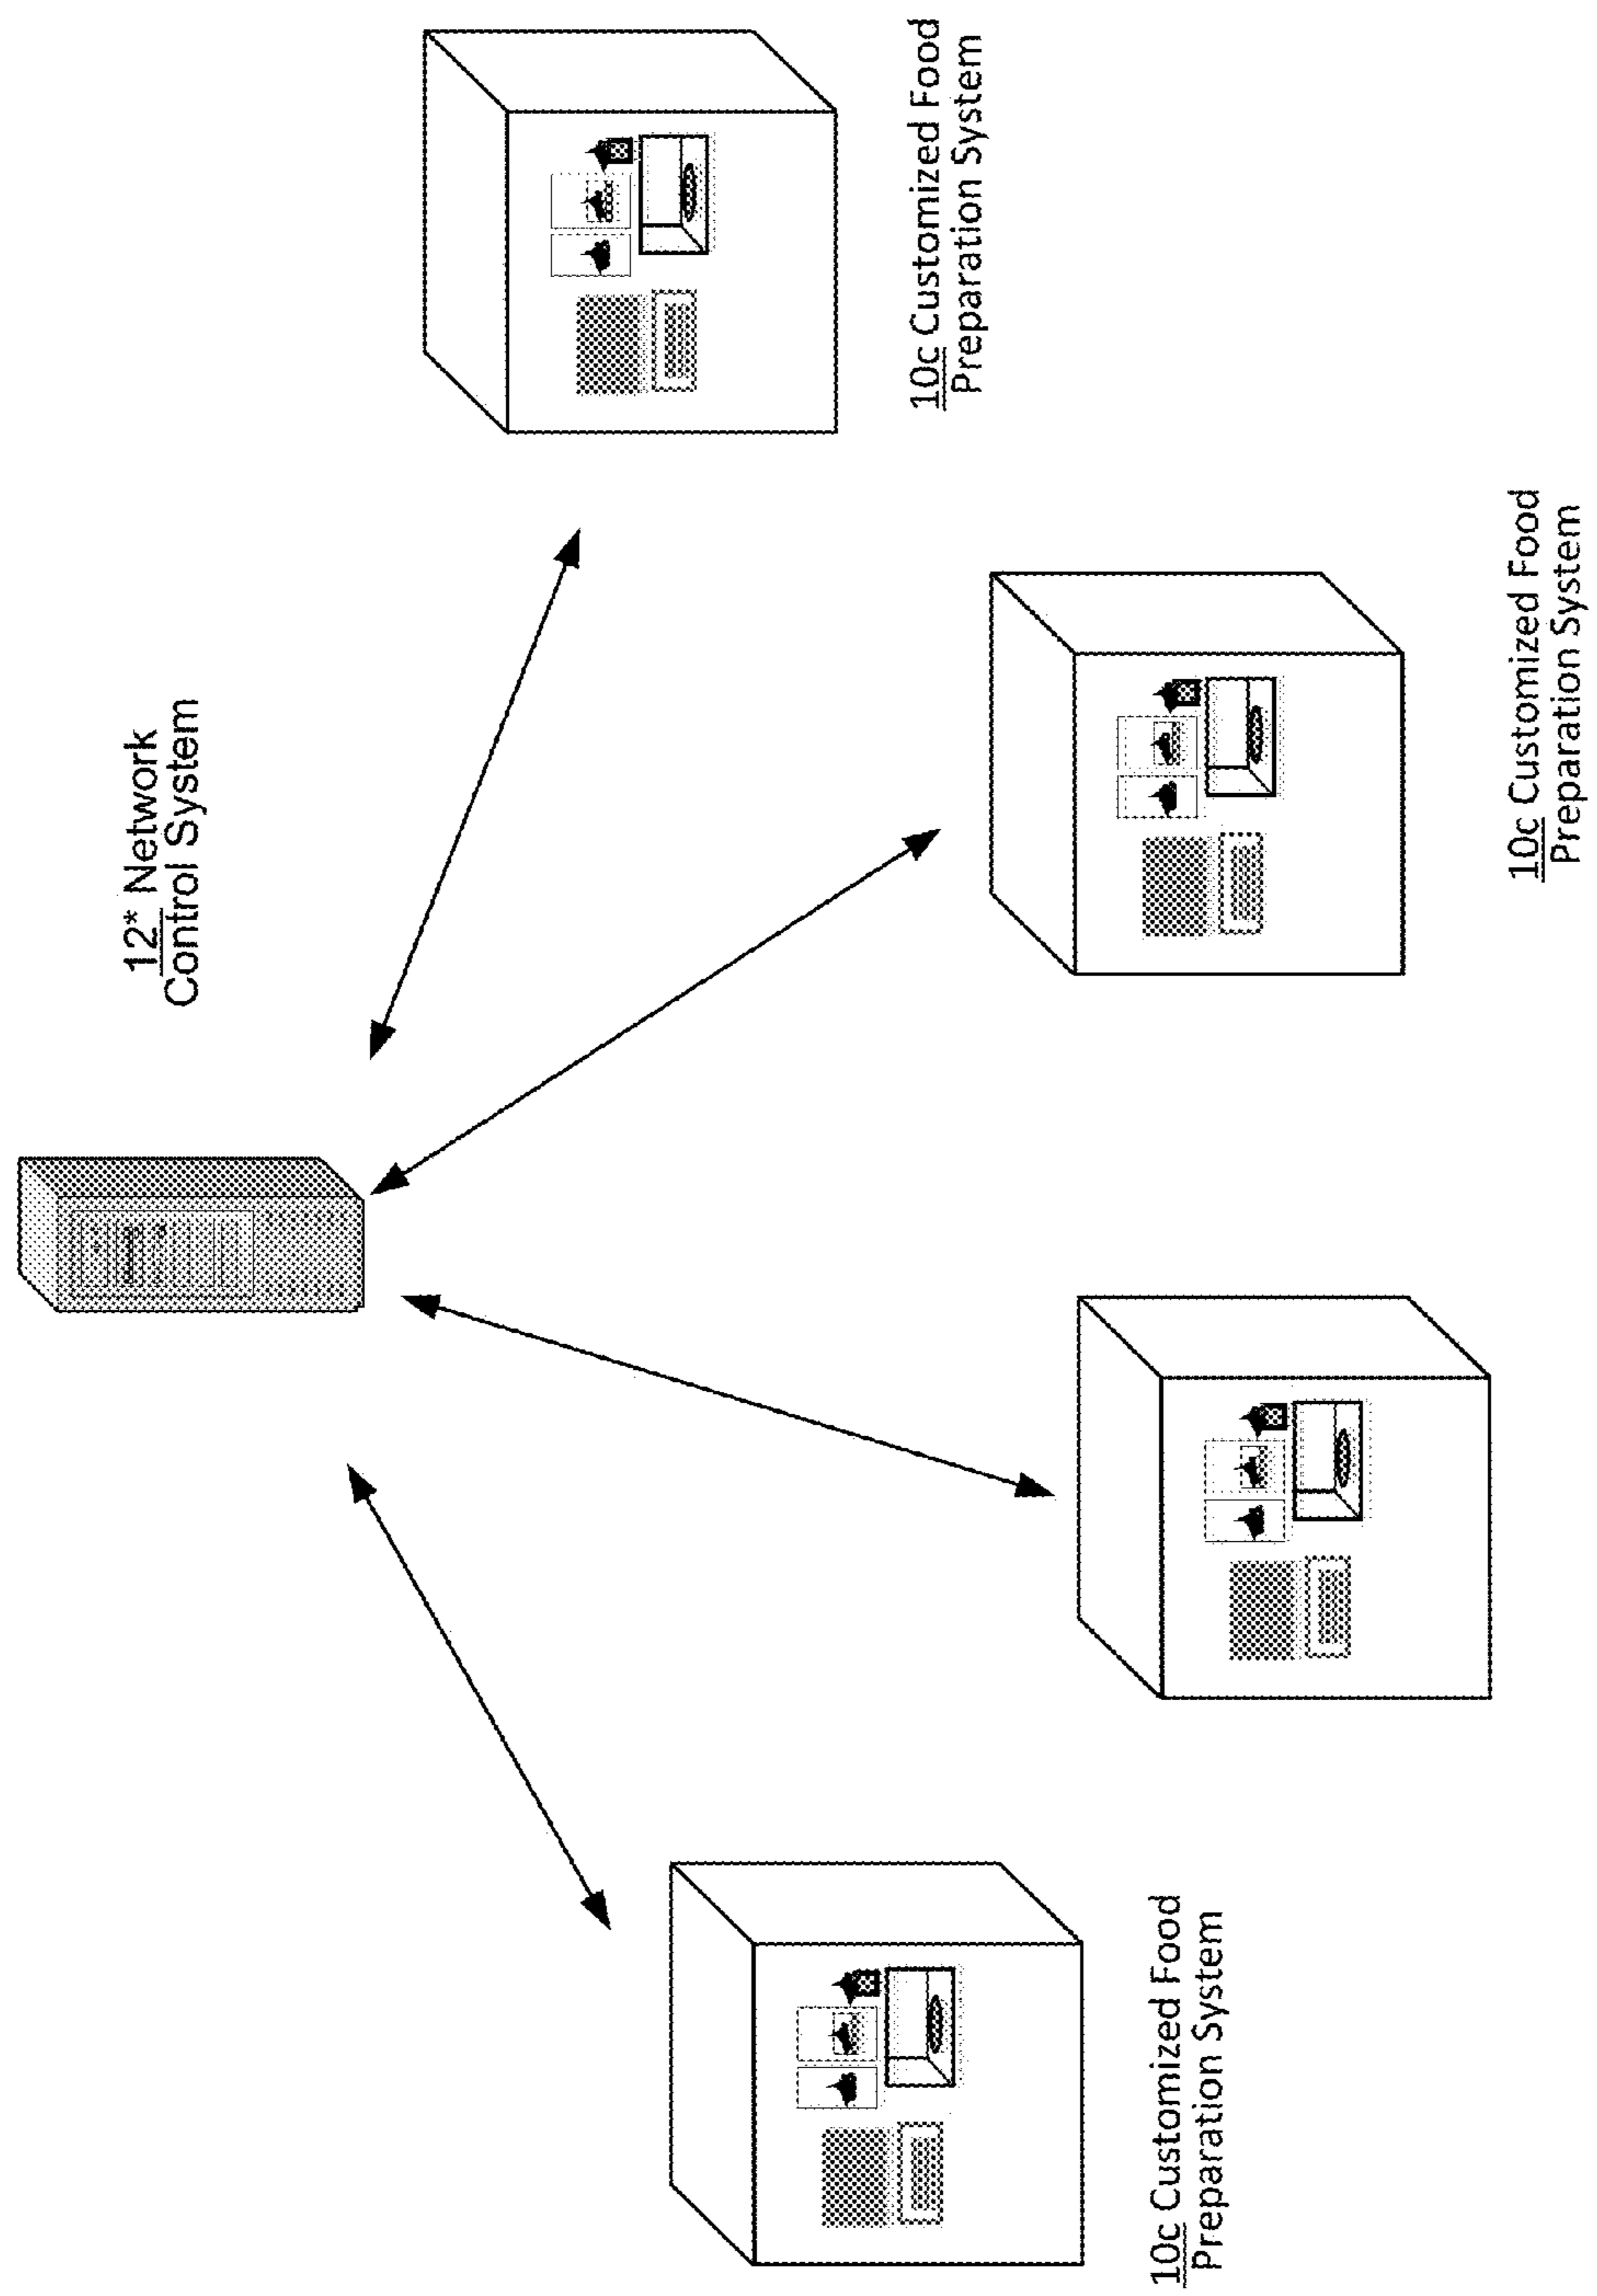 12* Network
Control System
10c Customized Food
Preparation System
10c Customized Food
Preparation System
10c Customized Food
Preparation System